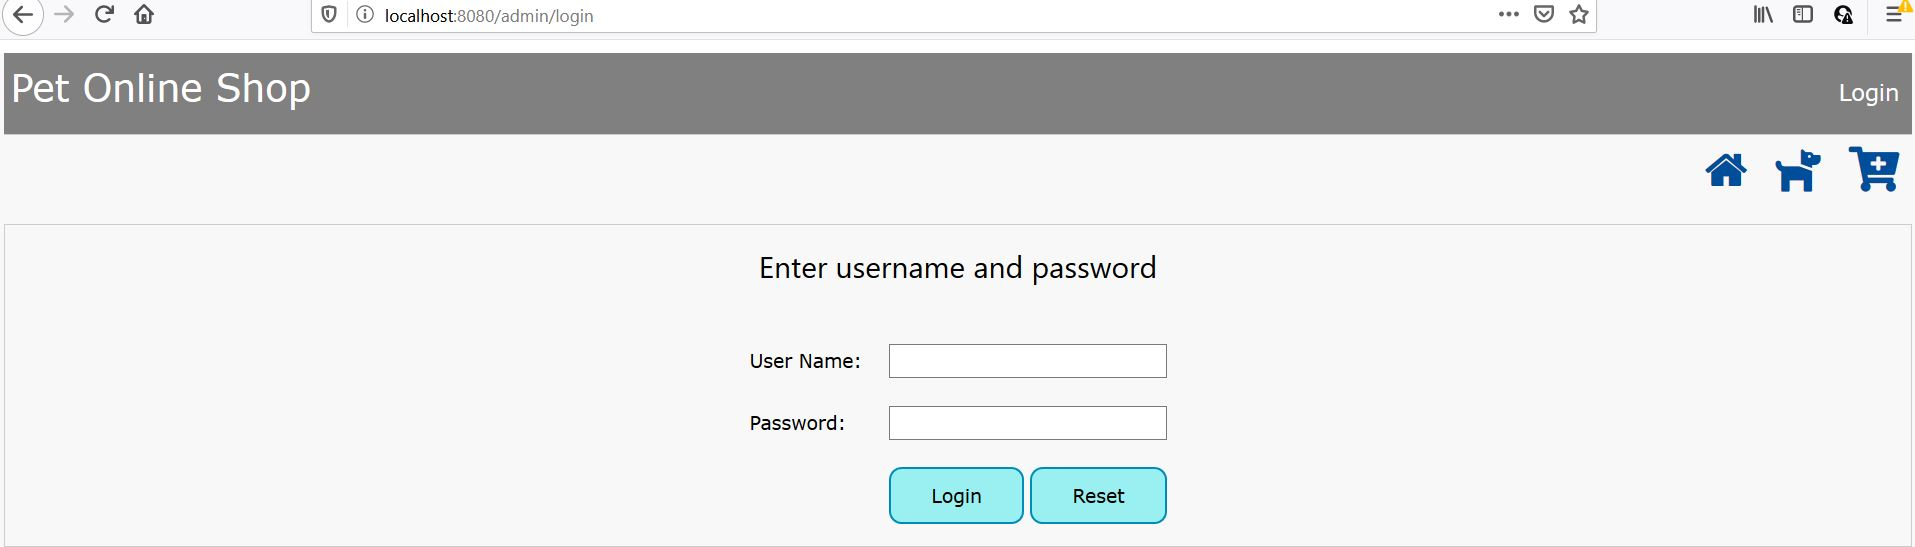 localhost:8080/admin/login
Pet Online Shop
Login
Enter username and password
User Name:
Password:
Login Reset